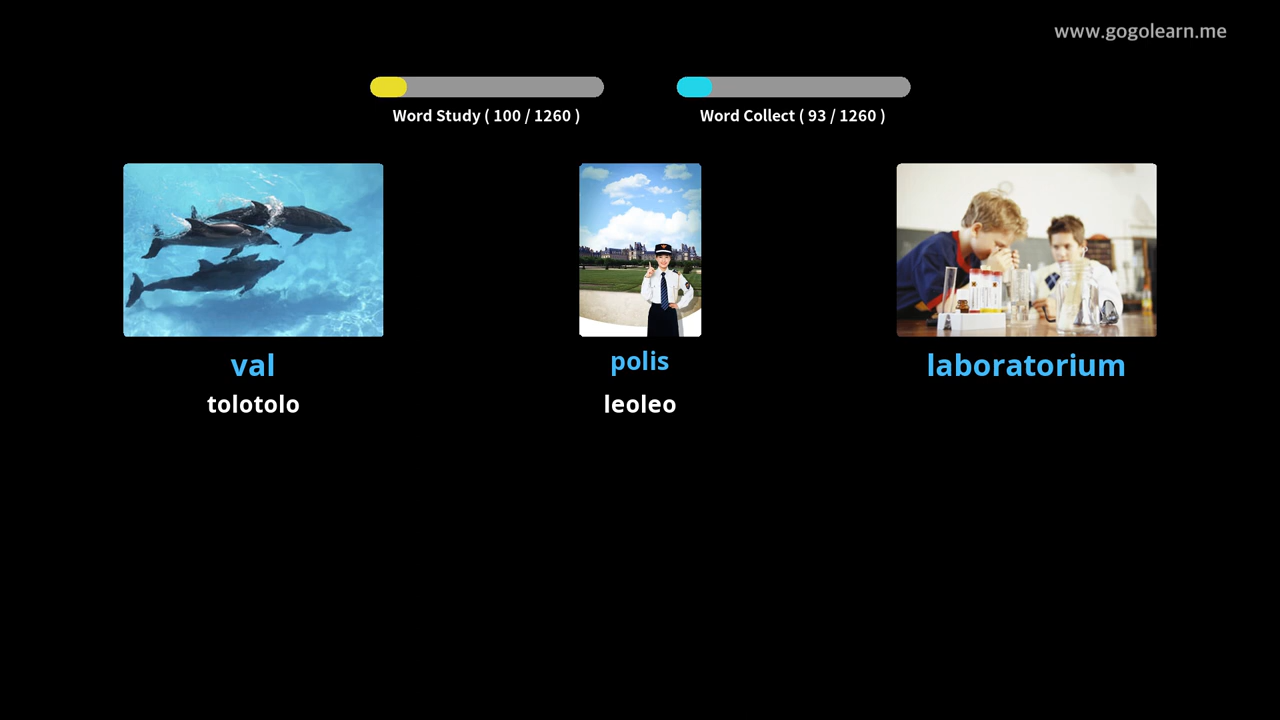 www.gogolearn.me
Word Study ( 100 / 1260 )
Word Collect ( 93 / 1260 )
val
polis
laboratorium
tolotolo
leoleo